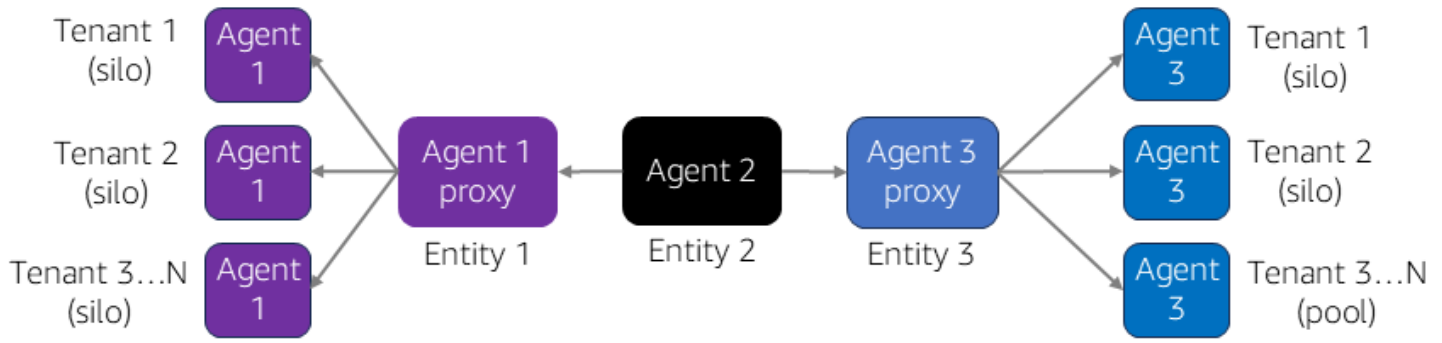 Tenant 1
(silo)
Agent
1
Tenant 2
(silo)
Agent
1
Tenant 3...N
(silo)
Agent
1
Agent 1
proxy
Entity 1
Agent 2
Entity 2
Agent 3
proxy
Entity 3
Agent
3
Tenant 1
(silo)
Agent
3
Tenant 2
(silo)
Agent
3
Tenant 3...N
(pool)